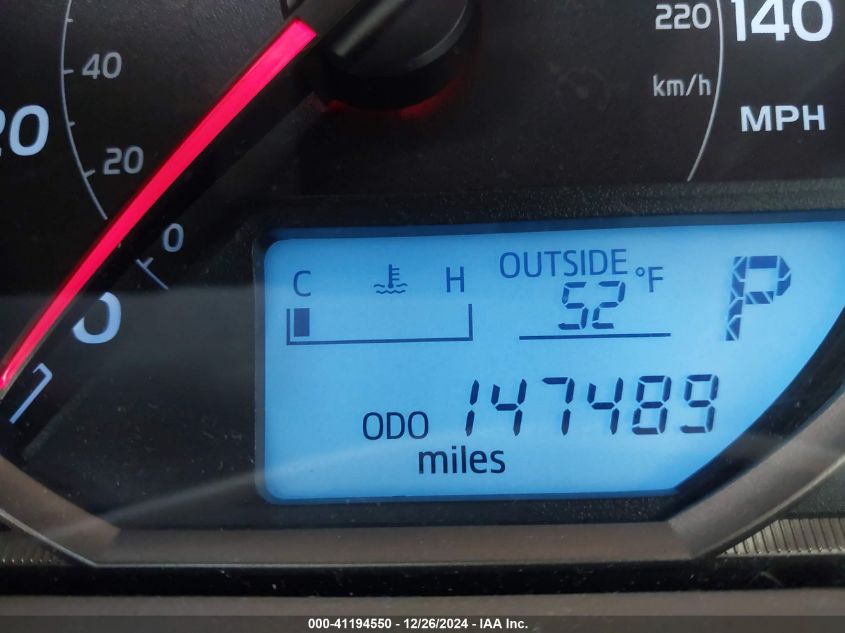 220 140
40
km/h
MPH
20
20
0
0
OUTSIDE
C H 52 °F P
ODO 147489
miles
000-41194550 - 12/26/2024 - IAA Inc.